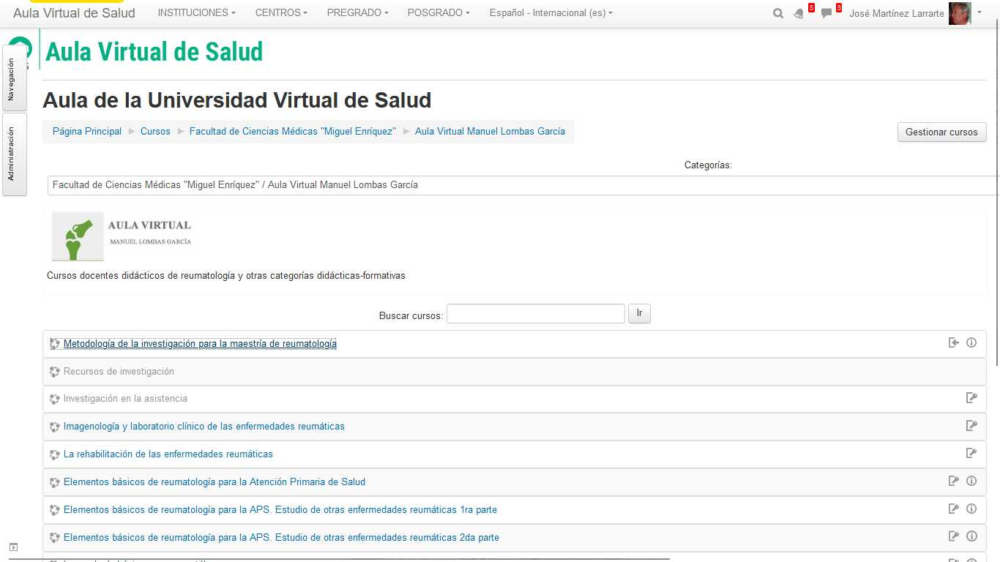 Aula Virtual de Salud INSTITUCIONES CENTROS PREGRADO POSGRADO Español - Internacional (es) 5 5 José Martínez Larrarte
Aula Virtual de Salud
Navegación
Administración
Aula de la Universidad Virtual de Salud
Página Principal Cursos Facultad de Ciencias Médicas "Miguel Enríquez" Aula Virtual Manuel Lombas García
Gestionar cursos
Categorías:
Facultad de Ciencias Médicas "Miguel Enríquez" / Aula Virtual Manuel Lombas García
AULA VIRTUAL
MANUEL LOMBAS GARCÍA
Cursos docentes didácticos de reumatología y otras categorías didácticas-formativas
Buscar cursos: Ir
Metodología de la investigación para la maestría de reumatología
Recursos de investigación
Investigación en la asistencia
Imagenología y laboratorio clínico de las enfermedades reumáticas
La rehabilitación de las enfermedades reumáticas
Elementos básicos de reumatología para la Atención Primaria de Salud
Elementos básicos de reumatología para la APS. Estudio de otras enfermedades reumáticas 1ra parte
Elementos básicos de reumatología para la APS. Estudio de otras enfermedades reumáticas 2da parte